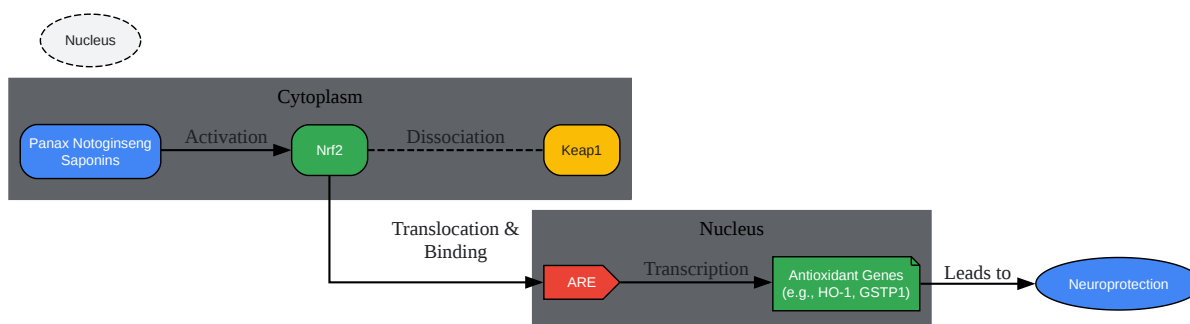 Nucleus
Cytoplasm
Panax Notoginseng
Saponins
Activation
Nrf2
Dissociation
Keap1
Translocation &
Binding
Nucleus
ARE
Transcription
Antioxidant Genes
(e.g., HO-1, GSTP1)
Leads to
Neuroprotection